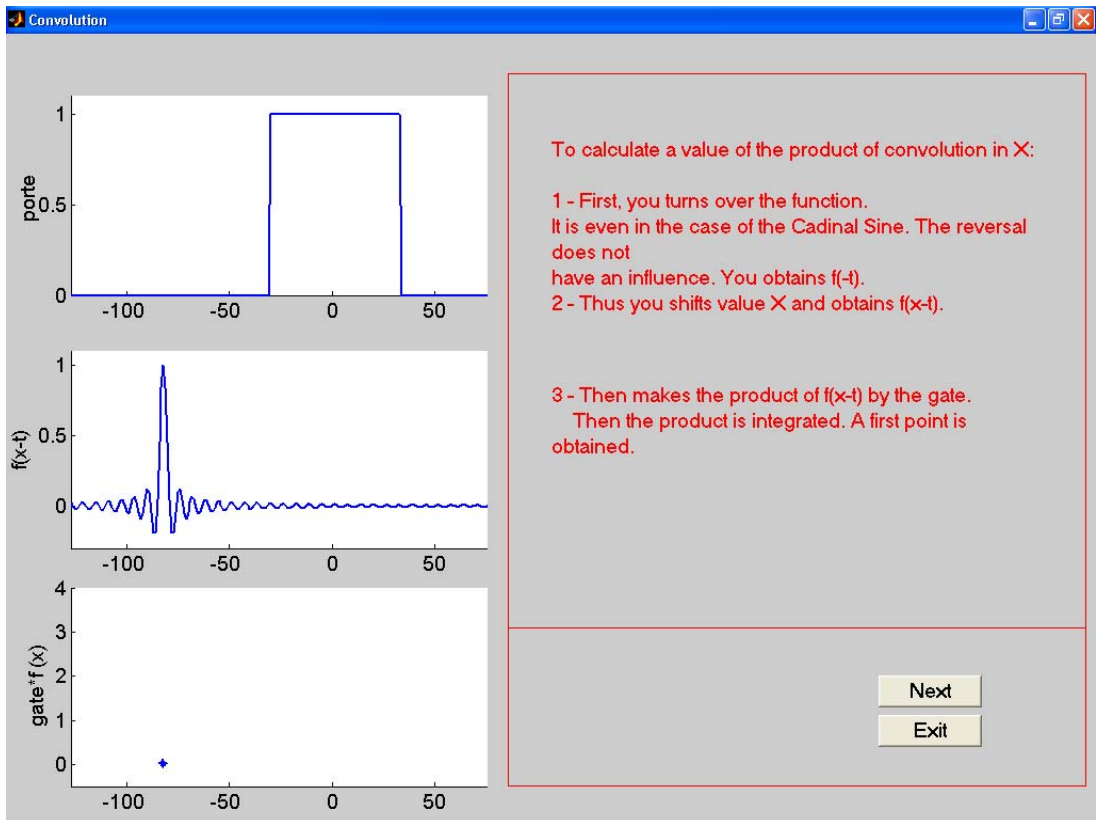 Convolution
1
0.5
0
porte
-100
-50
0
50
1
0.5
0
f(x-t)
-100
-50
0
50
4
3
2
1
0
gate*f (x)
-100
-50
0
50
To calculate a value of the product of convolution in X:
1 - First, you turns over the function.
It is even in the case of the Cadinal Sine. The reversal
does not
have an influence. You obtains f(-t).
2 - Thus you shifts value X and obtains f(x-t).
3 - Then makes the product of f(x-t) by the gate.
Then the product is integrated. A first point is
obtained.
Next
Exit